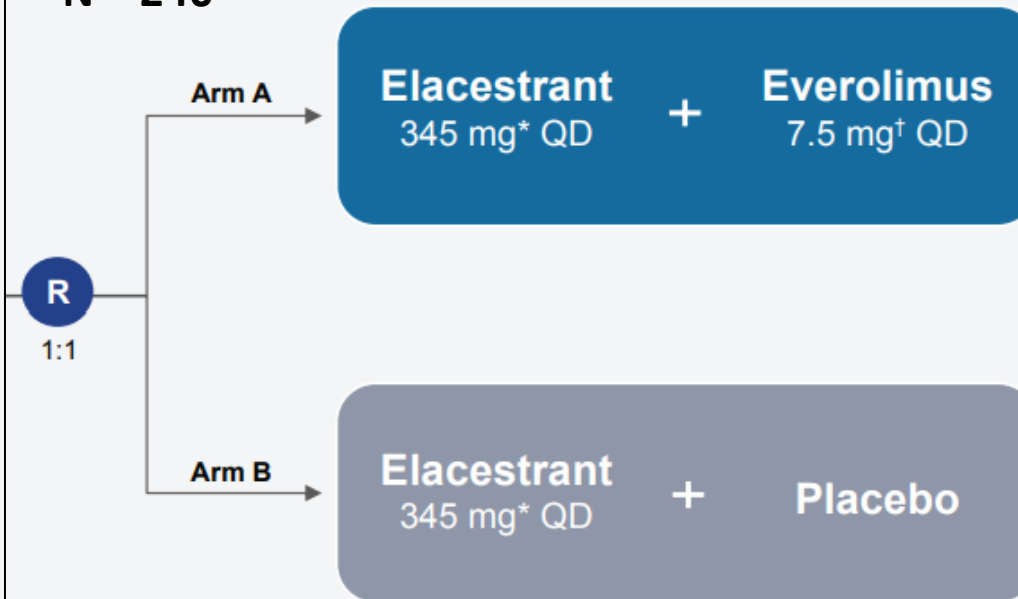 Arm A
Elacestrant + Everolimus
345 mg* QD 7.5 mg† QD
R
1:1
Arm B
Elacestrant + Placebo
345 mg* QD